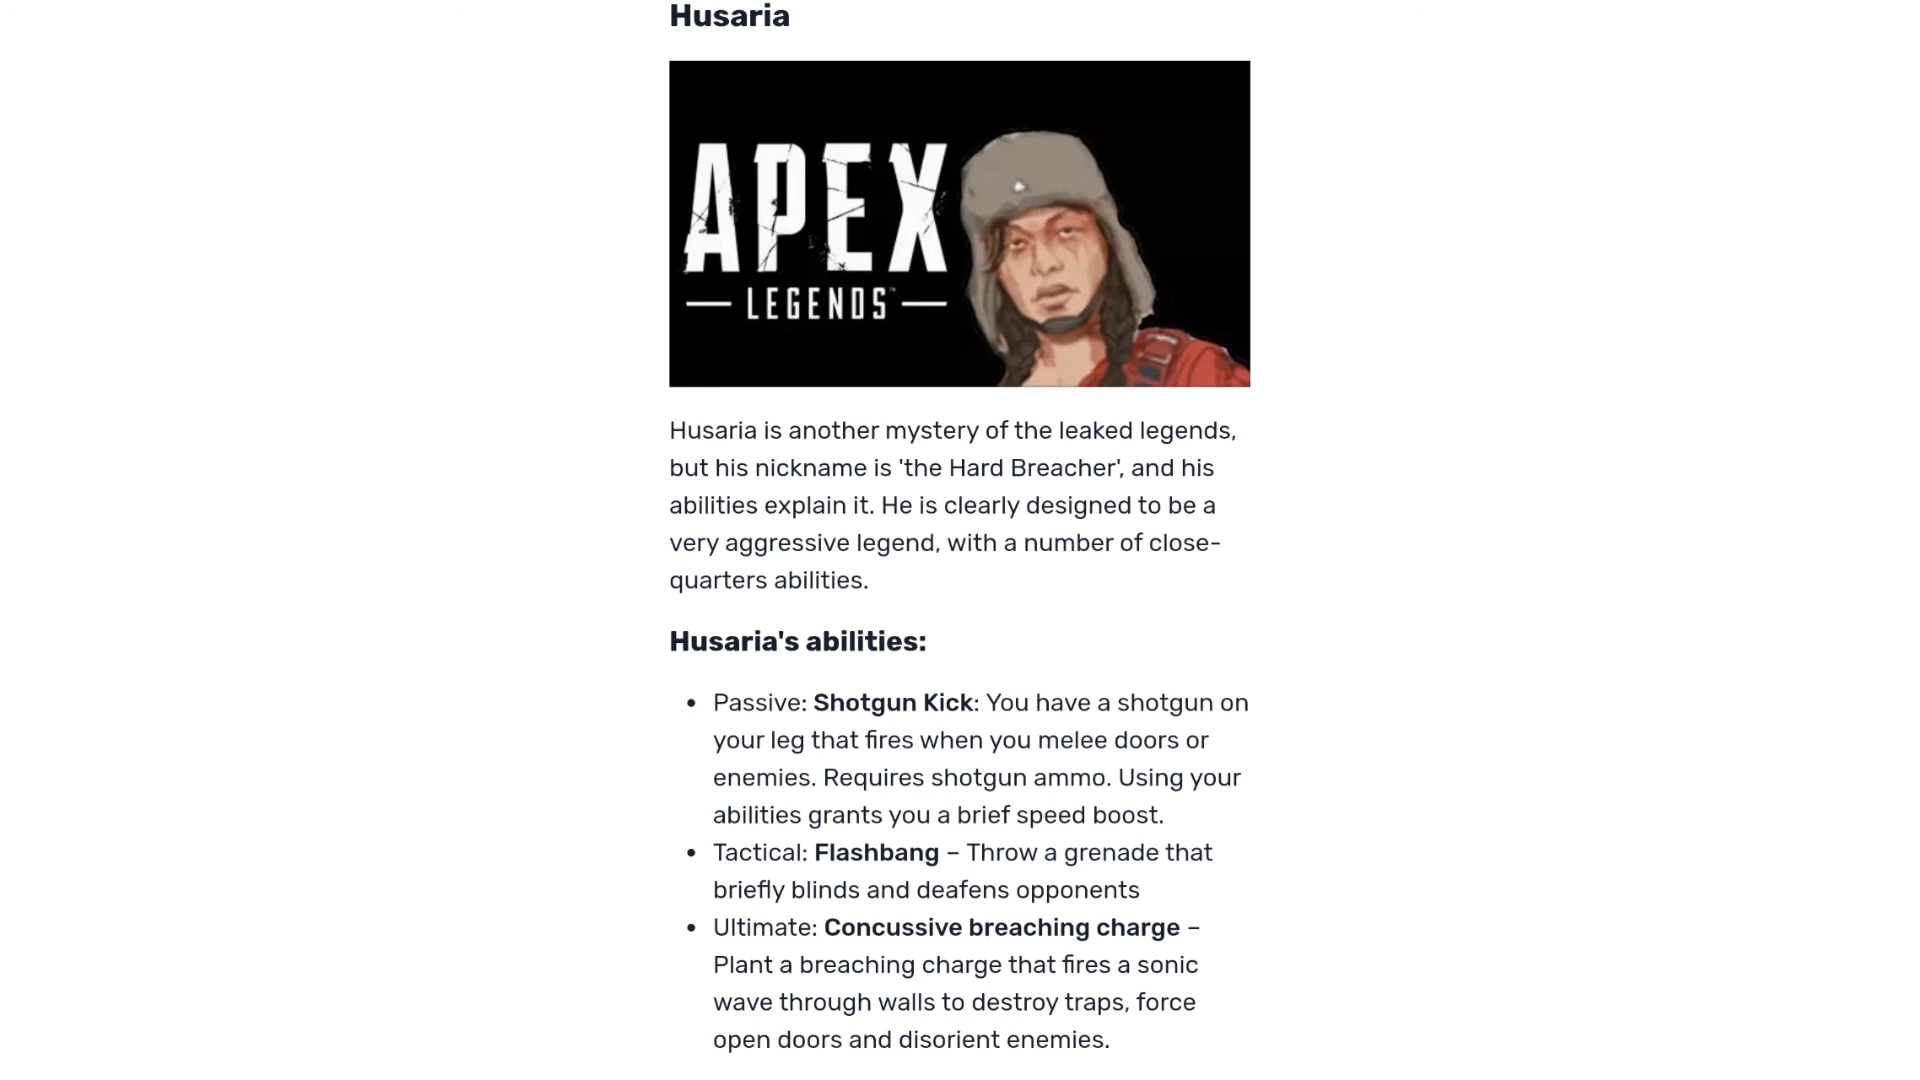 Husaria
APEX
LEGENDS™
Husaria is another mystery of the leaked legends,
but his nickname is 'the Hard Breacher', and his
abilities explain it. He is clearly designed to be a
very aggressive legend, with a number of close-
quarters abilities.
Husaria's abilities:
• Passive: Shotgun Kick: You have a shotgun on
your leg that fires when you melee doors or
enemies. Requires shotgun ammo. Using your
abilities grants you a brief speed boost.
• Tactical: Flashbang – Throw a grenade that
briefly blinds and deafens opponents
• Ultimate: Concussive breaching charge –
Plant a breaching charge that fires a sonic
wave through walls to destroy traps, force
open doors and disorient enemies.